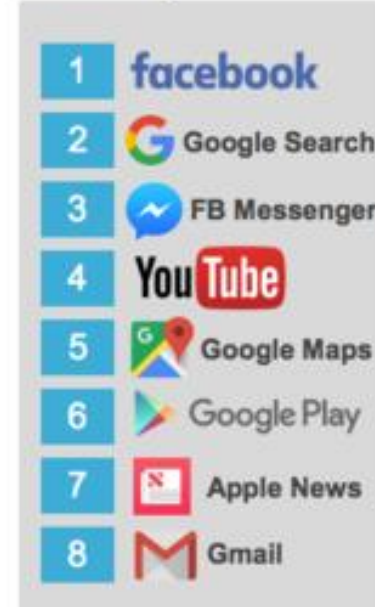 1 facebook
2 Google Search
3 FB Messenger
4 YouTube
5 G Google Maps
6 Google Play
7 N Apple News
8 Gmail